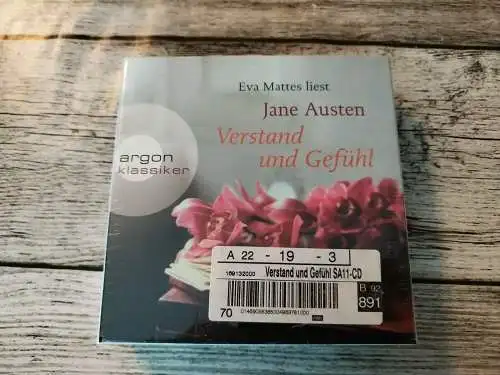 Eva Mattes liest
Jane Austen
Verstand
und Gefühl
argon
klassiker
A 22 - 19 - 3
Verstand und Gefühl SA11-CD
B 92
891
70